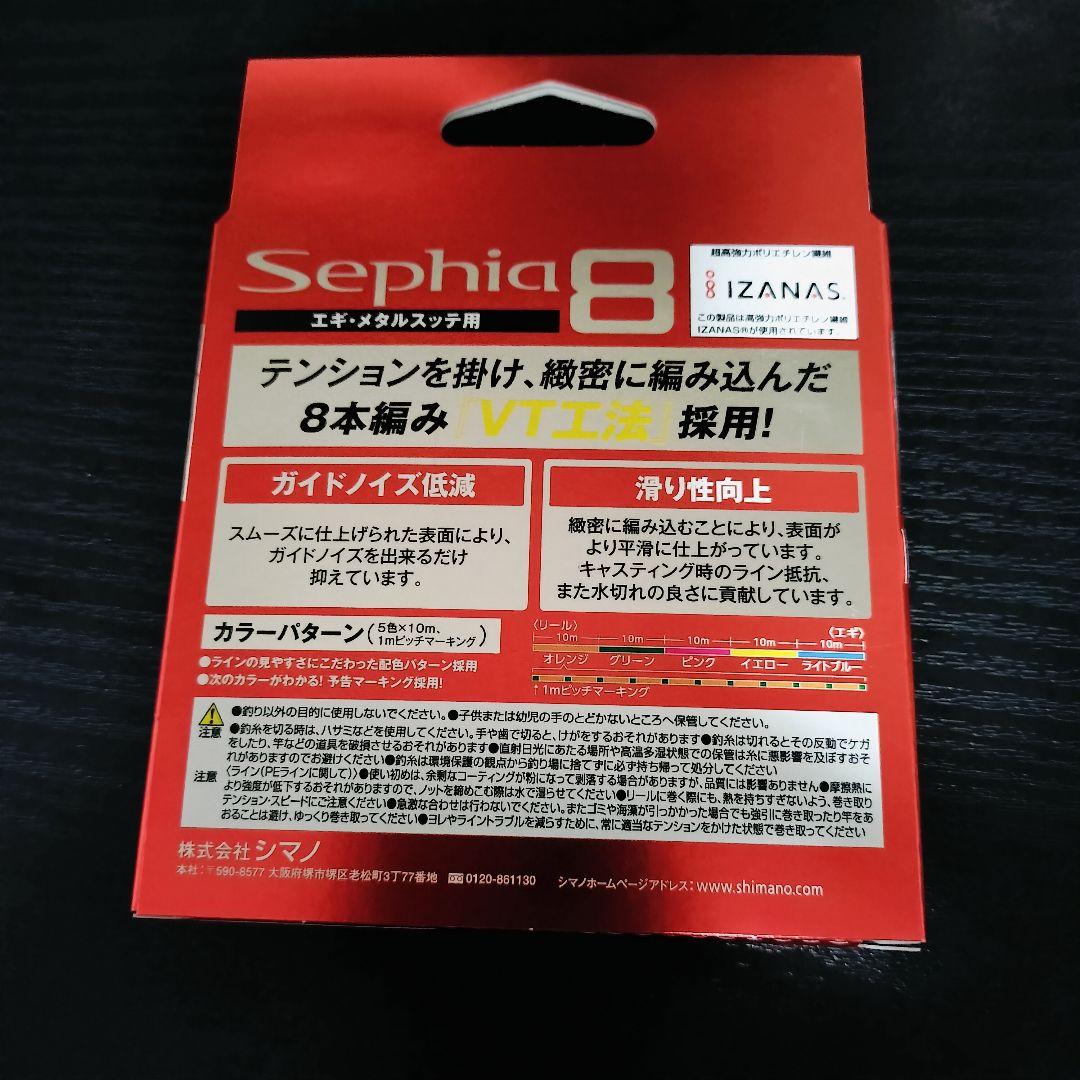 Sephia8
エギ・メタルスッテ用
超高強力ポリエチレン繊維
IZANAS®
この製品は高強力ポリエチレン繊維
IZANAS®が使用されています。
テンションを掛け、緻密に編み込んだ
8本編み『VT工法』採用!
ガイドノイズ低減
スムーズに仕上げられた表面により、
ガイドノイズを出来るだけ
抑えています。
滑り性向上
緻密に編み込むことにより、表面が
より平滑に仕上がっています。
キャスティング時のライン抵抗、
また水切れの良さに貢献しています。
カラーパターン(5色×10m、
1mピッチマーキング)
●ラインの見やすさにこだわった配色パターン採用
●次のカラーがわかる! 予告マーキング採用!
〈リール〉 〈エギ〉
10m 10m 10m 10m 10m
オレンジ グリーン ピンク イエロー ライトブルー
↑1mピッチマーキング
注意
●釣り以外の目的に使用しないでください。●子供または幼児の手のとどかないところへ保管してください。
●釣糸を切る時は、ハサミなどを使用してください。手や歯で切ると、けがをするおそれがあります●釣糸は切れるとその反動でケガ
をしたり、竿などの道具を破損させるおそれがあります●直射日光にあたる場所や高温多湿状態での保管は糸に悪影響を及ぼすおそ
れがありますのでお避けください●釣糸は環境保護の観点から釣り場に捨てずに必ず持ち帰って処分してください
注意
〈ライン(PEラインに関して)〉●使い初めは、余剰なコーティングが粉になって剥落する場合がありますが、品質には影響ありません●摩擦熱に
より強度が低下するおそれがありますので、ノットを締めこむ際は水で湿らせてください●リールに巻く際にも、熱を持ちすぎないよう、巻き取り
テンション・スピードにご注意ください●急激な合わせは行わないでください。またゴミや海藻が引っかかった場合でも強引に巻き取ったり竿をあ
おることは避け、ゆっくり巻き取ってください●ヨレやライントラブルを減らすために、常に適当なテンションをかけた状態で巻き取ってください
株式会社シマノ
本社:〒590-8577 大阪府堺市堺区老松町3丁77番地 0120-861130 シマノホームページアドレス:www.shimano.com